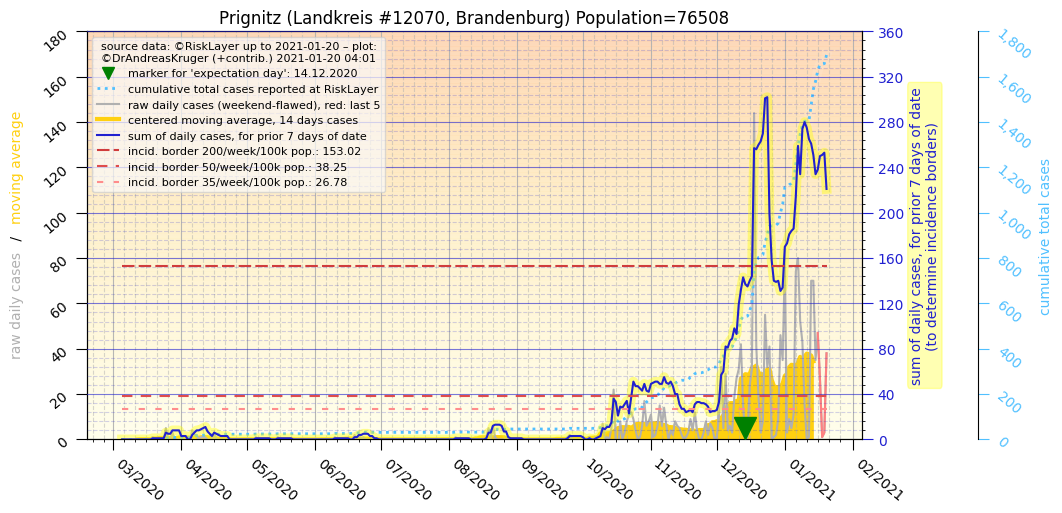 Prignitz (Landkreis #12070, Brandenburg) Population=76508
source data: ©RiskLayer up to 2021-01-20 – plot:
©DrAndreasKruger (+contrib.) 2021-01-20 04:01
marker for 'expectation day': 14.12.2020
cumulative total cases reported at RiskLayer
raw daily cases (weekend-flawed), red: last 5
centered moving average, 14 days cases
sum of daily cases, for prior 7 days of date
incid. border 200/week/100k pop.: 153.02
incid. border 50/week/100k pop.: 38.25
incid. border 35/week/100k pop.: 26.78
raw daily cases / moving average
180
160
140
120
100
80
60
40
20
0
03/2020
04/2020
05/2020
06/2020
07/2020
08/2020
09/2020
10/2020
11/2020
12/2020
01/2021
02/2021
360
320
280
240
200
160
120
80
40
0
sum of daily cases, for prior 7 days of date
(to determine incidence borders)
1,800
1,600
1,400
1,200
1,000
800
600
400
200
0
cumulative total cases